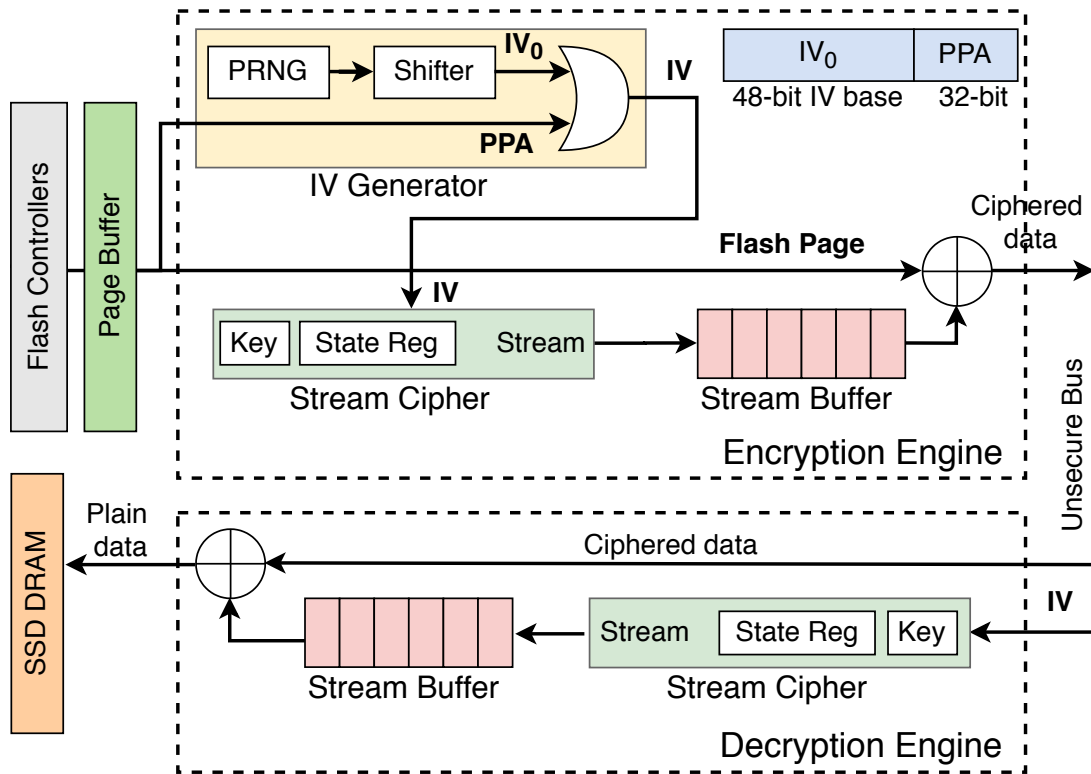 PRNG
Shifter
IV0
IV
PPA
IV Generator
IV0
PPA
48-bit IV base
32-bit
Flash Controllers
Page Buffer
Flash Page
Ciphered
data
IV
Key
State Reg
Stream
Stream Cipher
Stream Buffer
Encryption Engine
Unsecure Bus
SSD DRAM
Plain
data
Ciphered data
IV
Stream
State Reg
Key
Stream Buffer
Stream Cipher
Decryption Engine